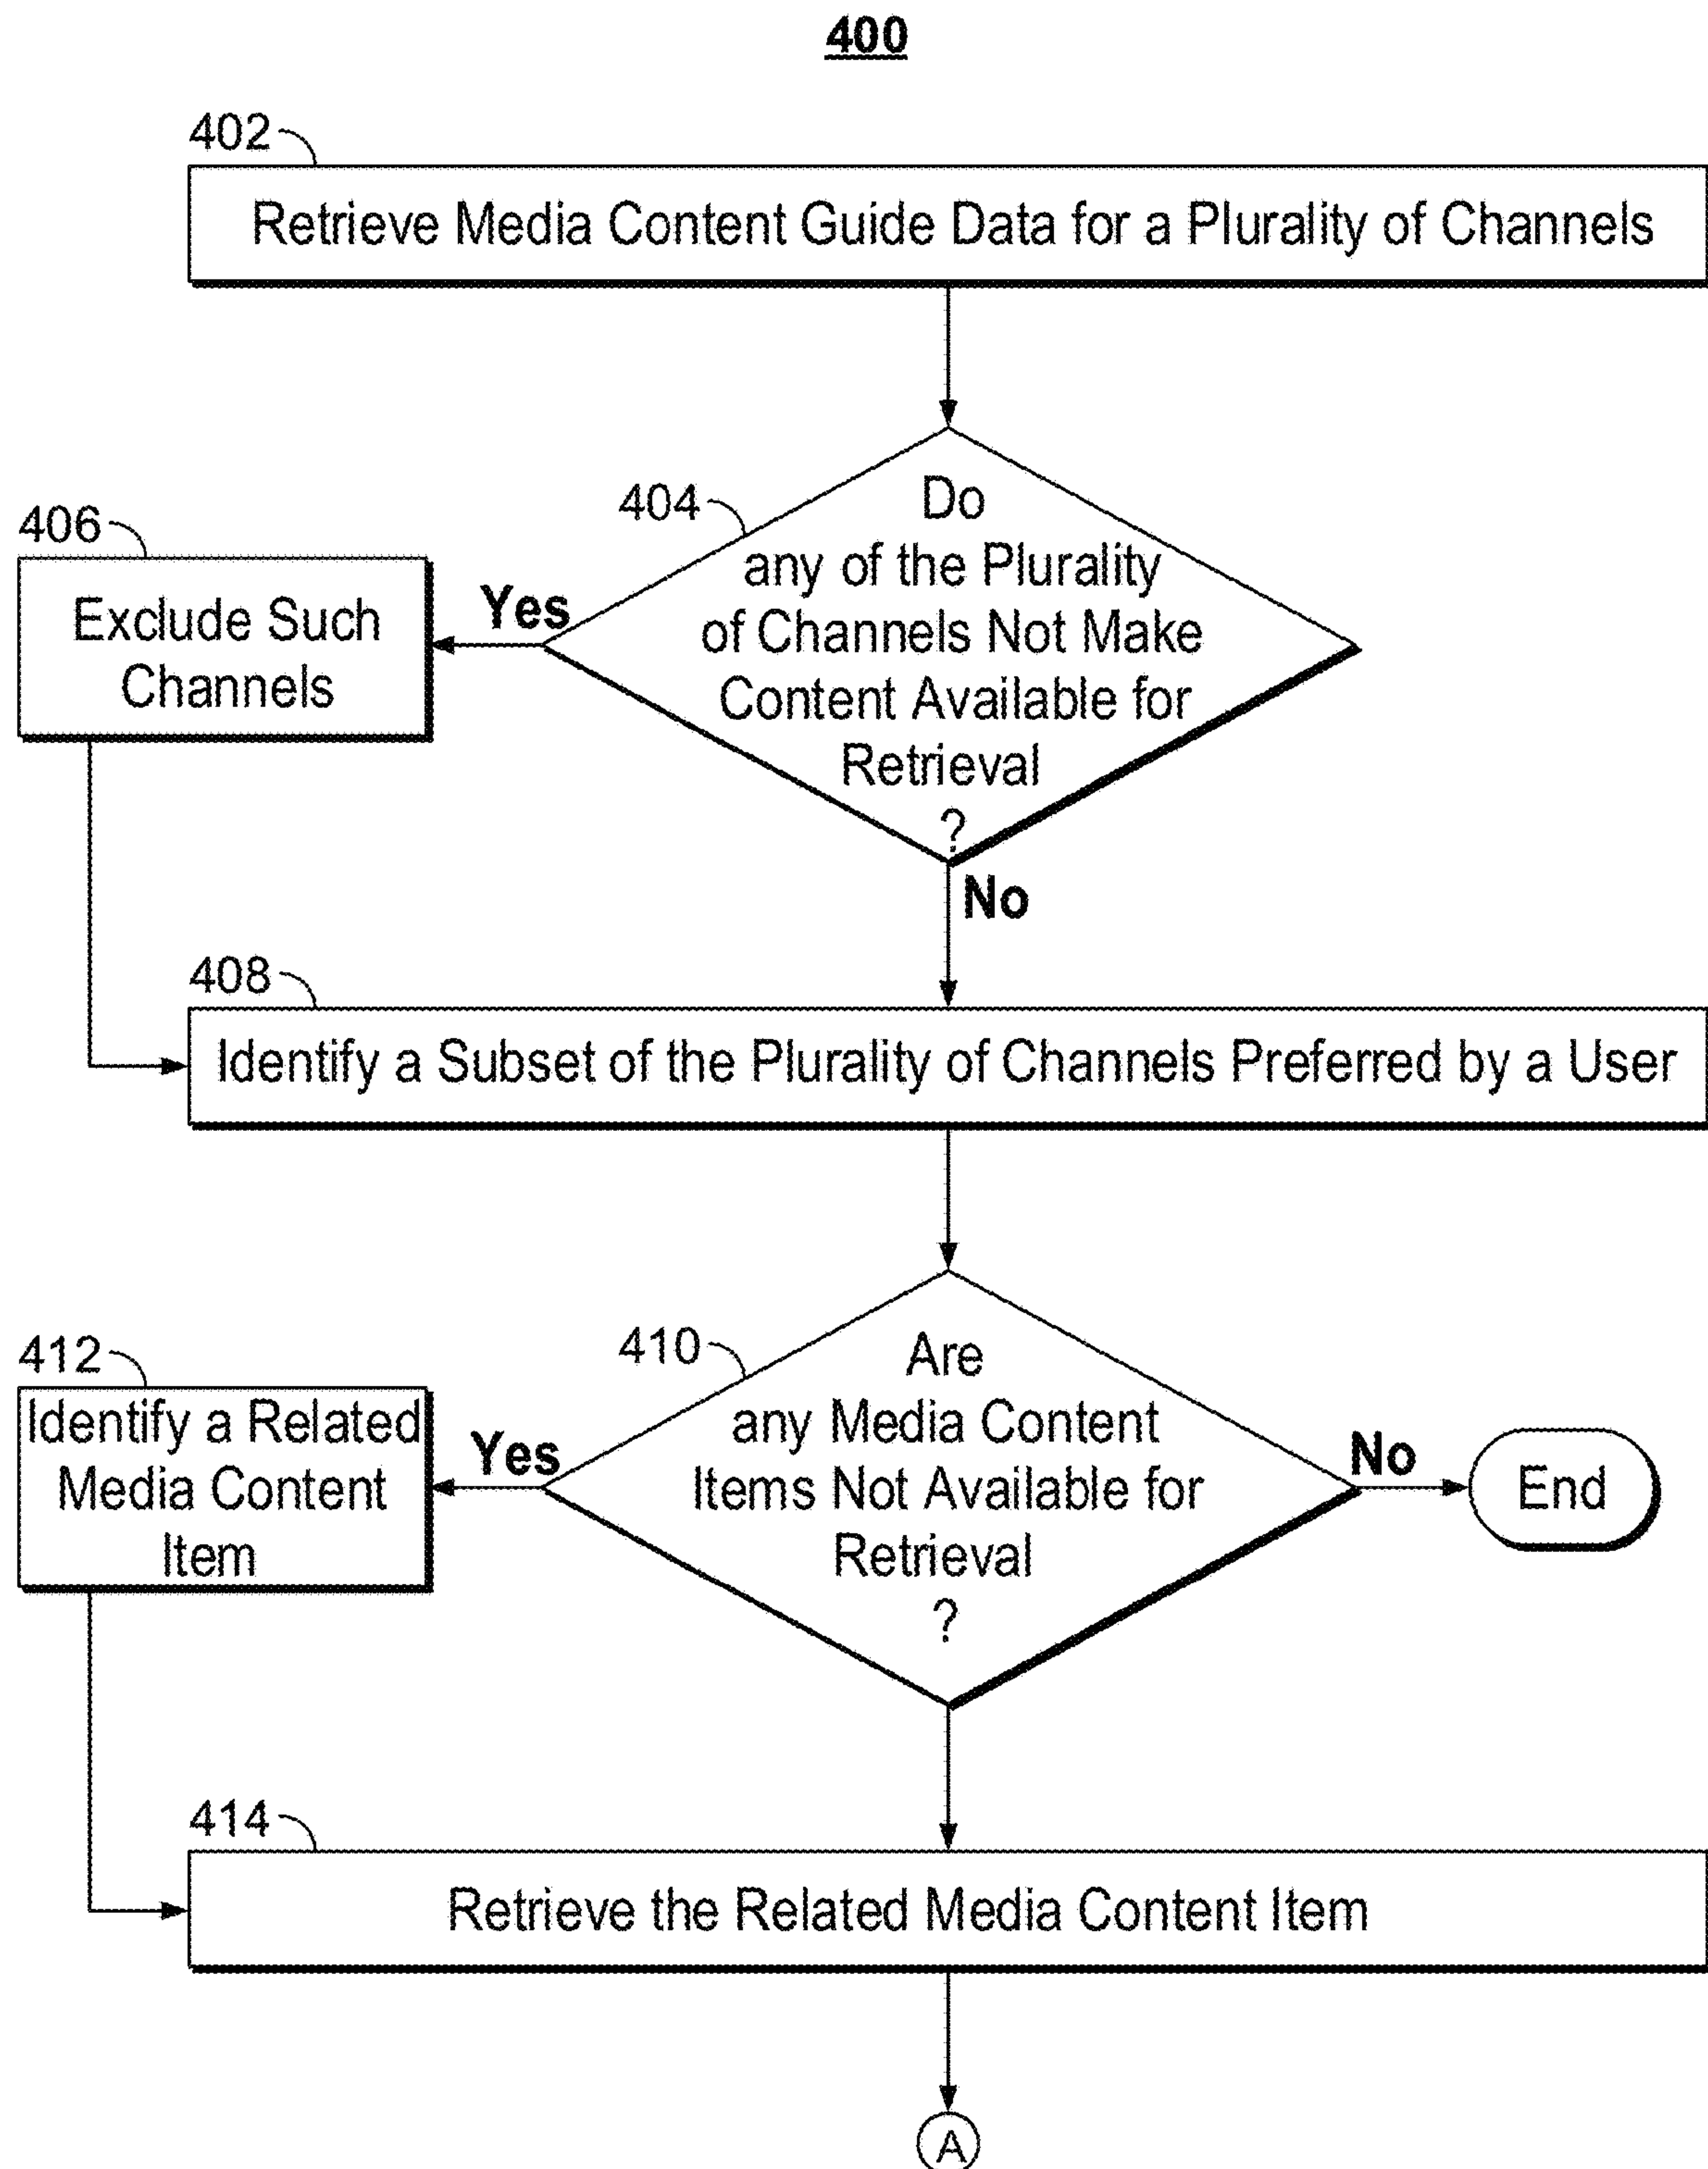 400
402
Retrieve Media Content Guide Data for a Plurality of Channels
404
Do
any of the Plurality
of Channels Not Make
Content Available for
Retrieval
?
Yes
406
Exclude Such
Channels
No
408
Identify a Subset of the Plurality of Channels Preferred by a User
410
Are
any Media Content
Items Not Available for
Retrieval
?
Yes
412
Identify a Related
Media Content
Item
No
End
414
Retrieve the Related Media Content Item
A